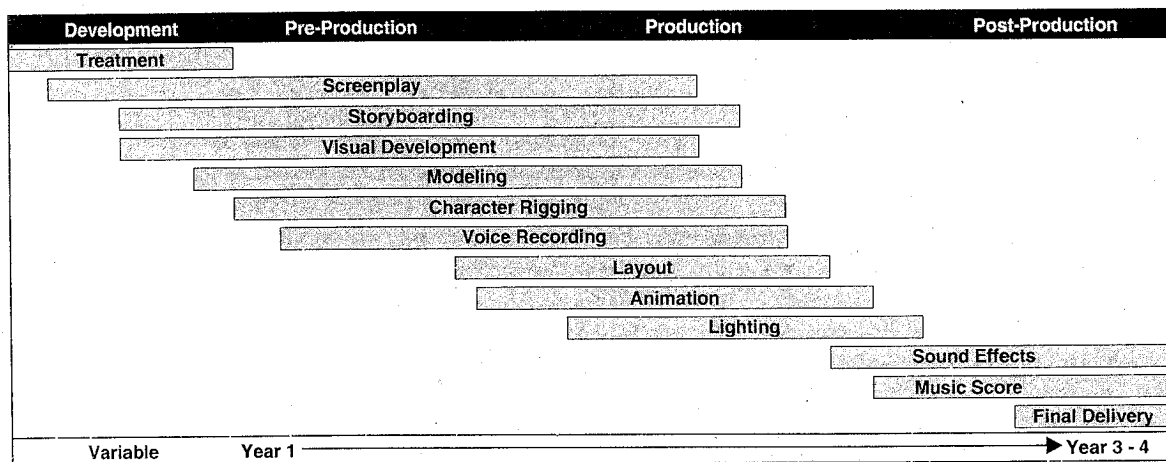 Development Pre-Production Production Post-Production
Treatment
Screenplay
Storyboarding
Visual Development
Modeling
Character Rigging
Voice Recording
Layout
Animation
Lighting
Sound Effects
Music Score
Final Delivery
Variable Year 1 Year 3 - 4